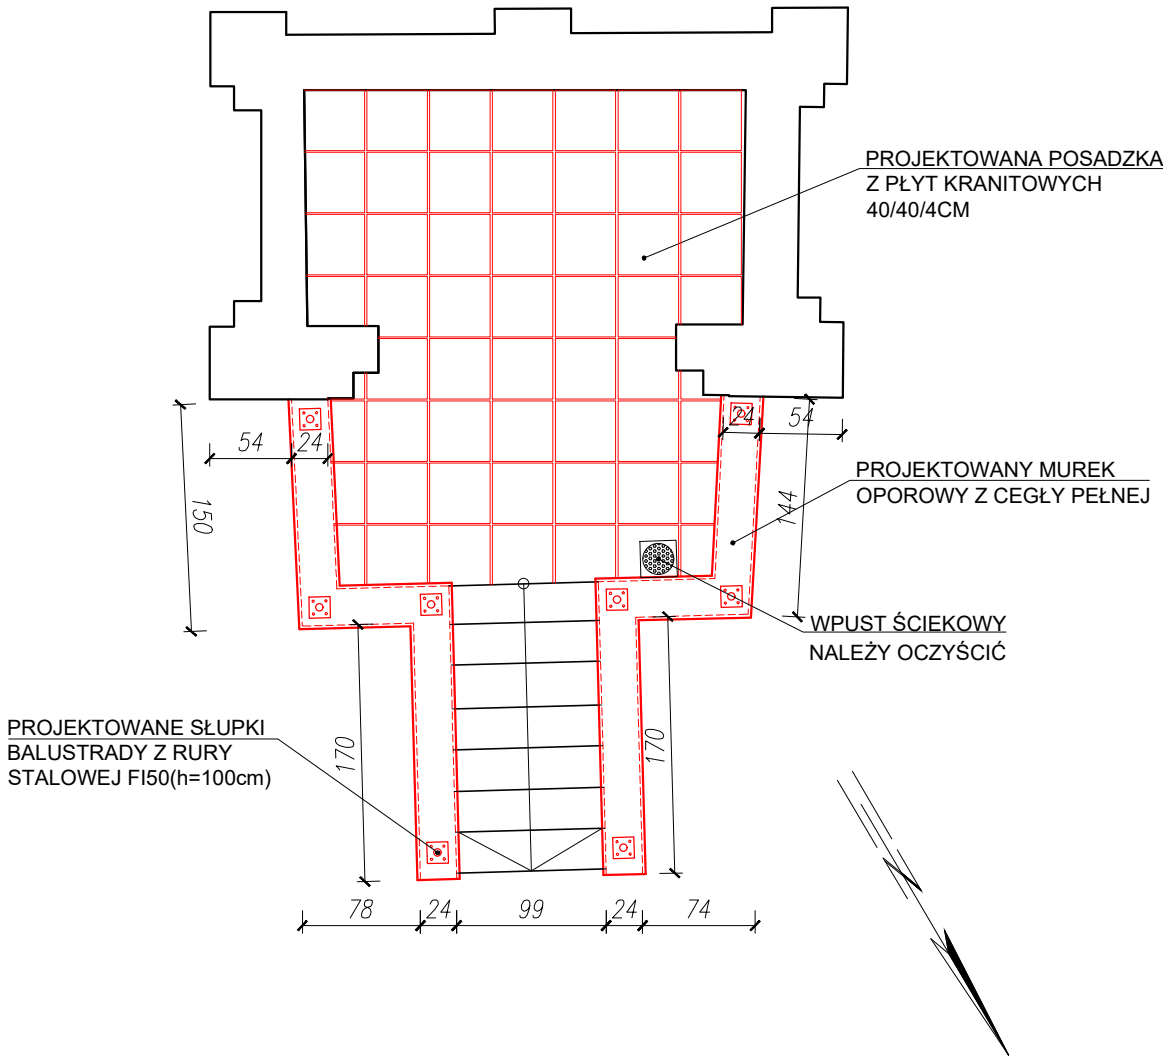 PROJEKTOWANA POSADZKA
Z PŁYT KRANITOWYCH
40/40/4CM
54
24
24
54
150
144
PROJEKTOWANY MUREK
OPOROWY Z CEGŁY PEŁNEJ
WPUST ŚCIEKOWY
NALEŻY OCZYŚCIĆ
PROJEKTOWANE SŁUPKI
BALUSTRADY Z RURY
STALOWEJ FI50(h=100cm)
170
170
78
24
99
24
74
N